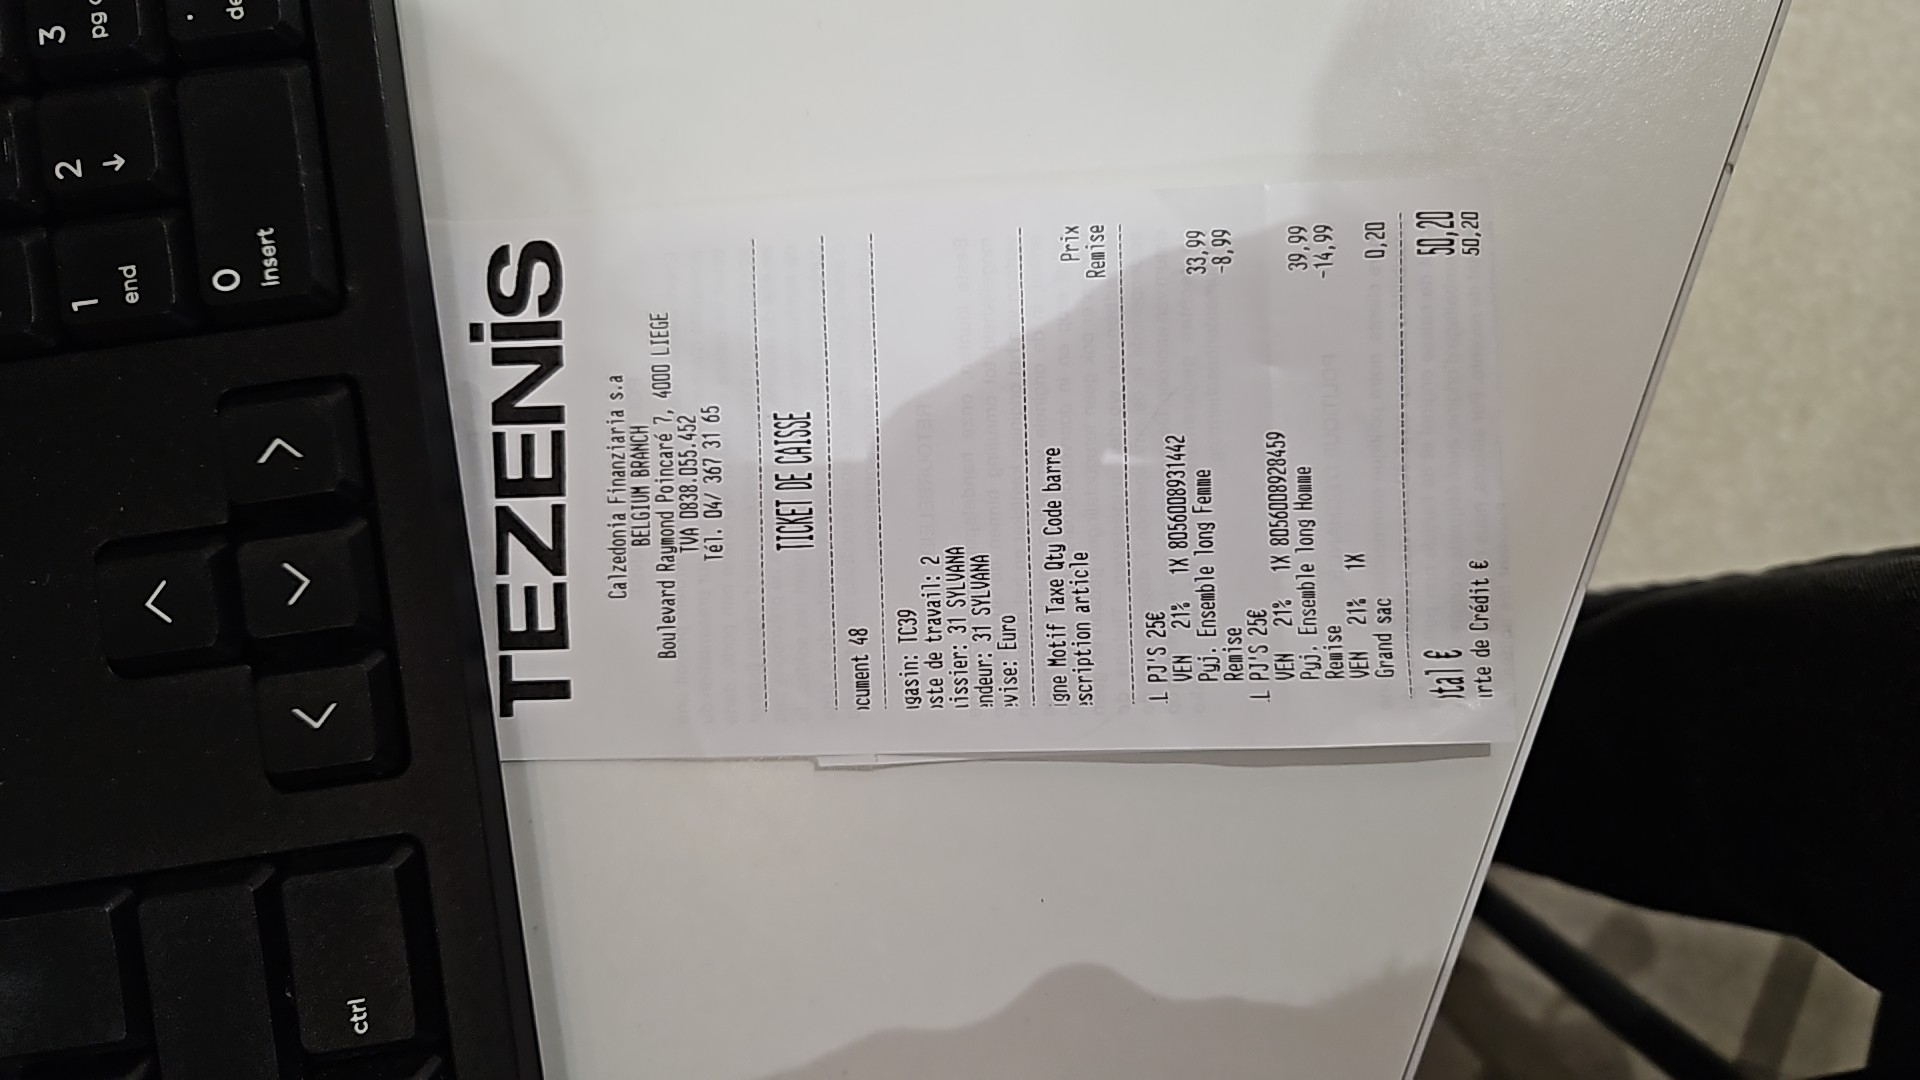 TEZENIS
Calzedonia Finanziaria s.a
BELGIUM BRANCH
Boulevard Raymond Poincaré 7, 4000 LIEGE
TVA 0838.055.452
Tél. 04/ 367 31 65
TICKET DE CAISSE
ocument 48
agasin: TC39
oste de travail: 2
aissier: 31 SYLVANA
endeur: 31 SYLVANA
evise: Euro
igne Motif Taxe Qty Code barre Prix
escription article Remise
1 PJ'S 25€
VEN 21% 1X 8056008931442 33,99
Pyj. Ensemble long Femme -8,99
Remise
1 PJ'S 25€
VEN 21% 1X 8056008928459 39,99
Pyj. Ensemble long Homme -14,99
Remise
VEN 21% 1X 0,20
Grand sac
otal € 50,20
arte de Crédit € 50,20
3
pg
.
de
2
↓
1
end
0
Insert
ctrl